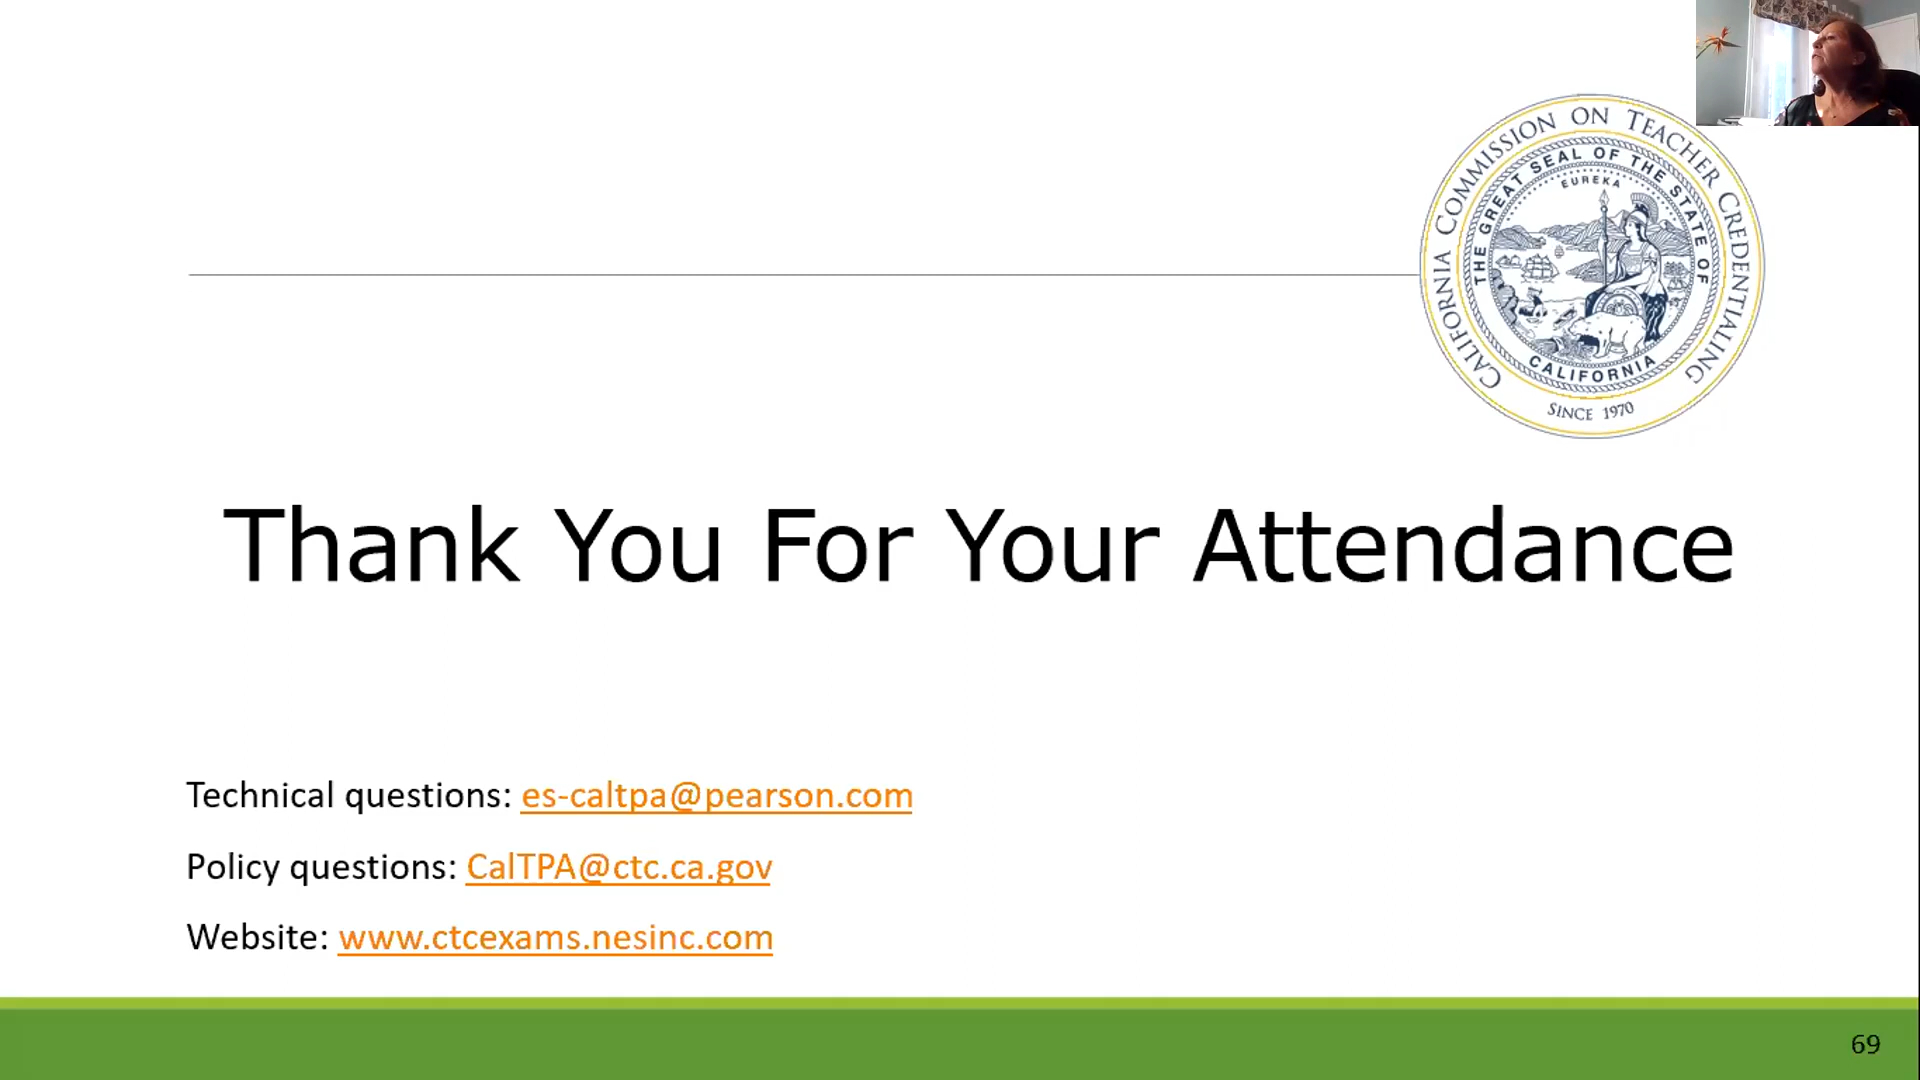 CALIFORNIA COMMISSION ON TEACHER CREDENTIALING
THE GREAT SEAL OF THE STATE OF
EUREKA
CALIFORNIA
SINCE 1970
Thank You For Your Attendance
Technical questions: es-caltpa@pearson.com
Policy questions: CalTPA@ctc.ca.gov
Website: www.ctcexams.nesinc.com
69